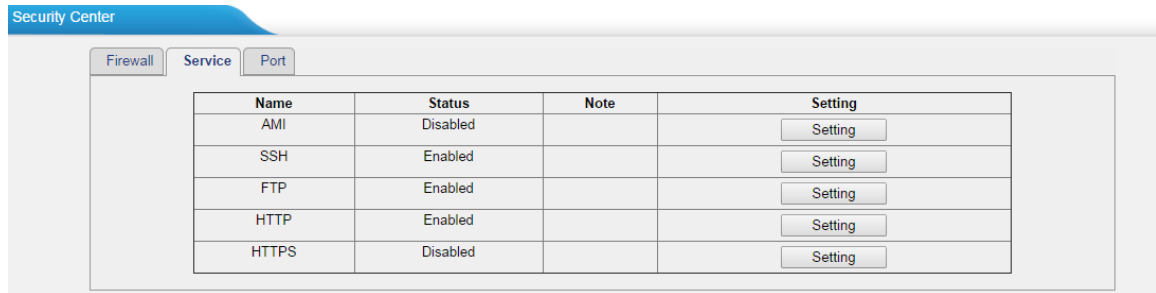 Security Center
Firewall Service Port
Name Status Note Setting
AMI Disabled Setting
SSH Enabled Setting
FTP Enabled Setting
HTTP Enabled Setting
HTTPS Disabled Setting